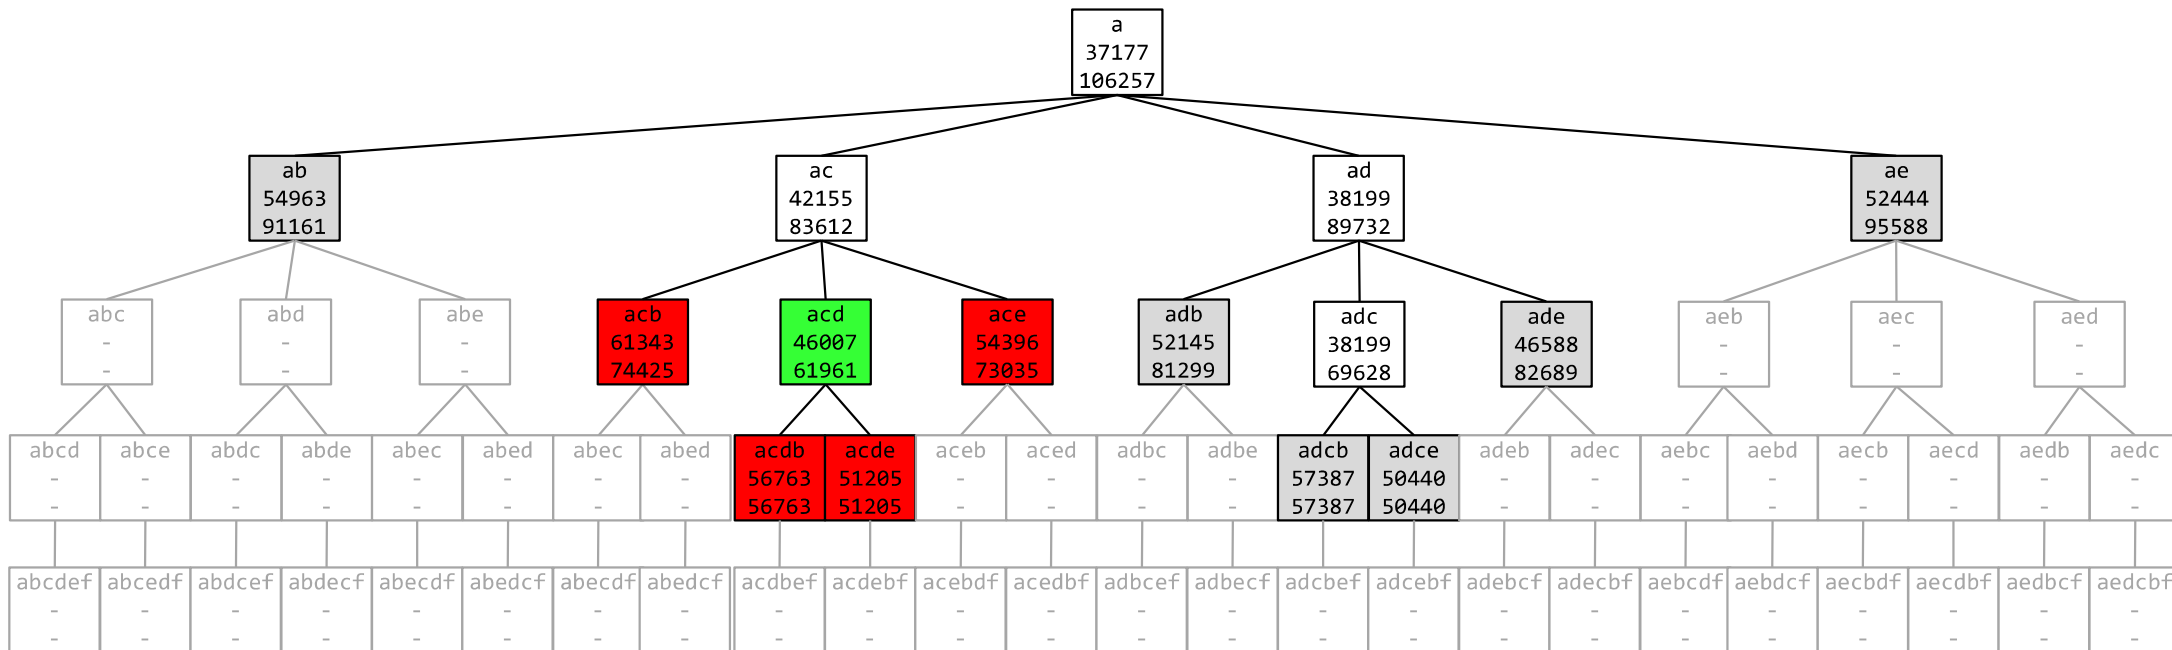 a
37177
106257
ab
54963
91161
ac
42155
83612
ad
38199
89732
ae
52444
95588
abc
-
-
abd
-
-
abe
-
-
acb
61343
74425
acd
46007
61961
ace
54396
73035
adb
52145
81299
adc
38199
69628
ade
46588
82689
aeb
-
-
aec
-
-
aed
-
-
abcd
-
-
abce
-
-
abdc
-
-
abde
-
-
abec
-
-
abed
-
-
abec
-
-
abed
-
-
acdb
56763
56763
acde
51205
51205
aceb
-
-
aced
-
-
adbc
-
-
adbe
-
-
adcb
57387
57387
adce
50440
50440
adeb
-
-
adec
-
-
aebc
-
-
aebd
-
-
aecb
-
-
aecd
-
-
aedb
-
-
aedc
-
-
abcdef
-
-
abcedf
-
-
abdcef
-
-
abdecf
-
-
abecdf
-
-
abedcf
-
-
abecdf
-
-
abedcf
-
-
acdbef
-
-
acdebf
-
-
acebdf
-
-
acedbf
-
-
adbcef
-
-
adbecf
-
-
adcbef
-
-
adcebf
-
-
adebcf
-
-
adecbf
-
-
aebcdf
-
-
aebdcf
-
-
aecbdf
-
-
aecdbf
-
-
aedbcf
-
-
aedcbf
-
-